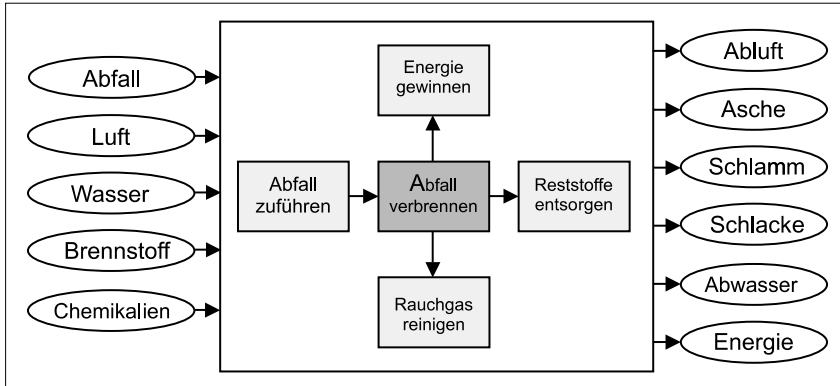 Abfall
Luft
Wasser
Brennstoff
Chemikalien
Energie
gewinnen
Abfall
zuführen
Abfall
verbrennen
Reststoffe
entsorgen
Rauchgas
reinigen
Abluft
Asche
Schlamm
Schlacke
Abwasser
Energie